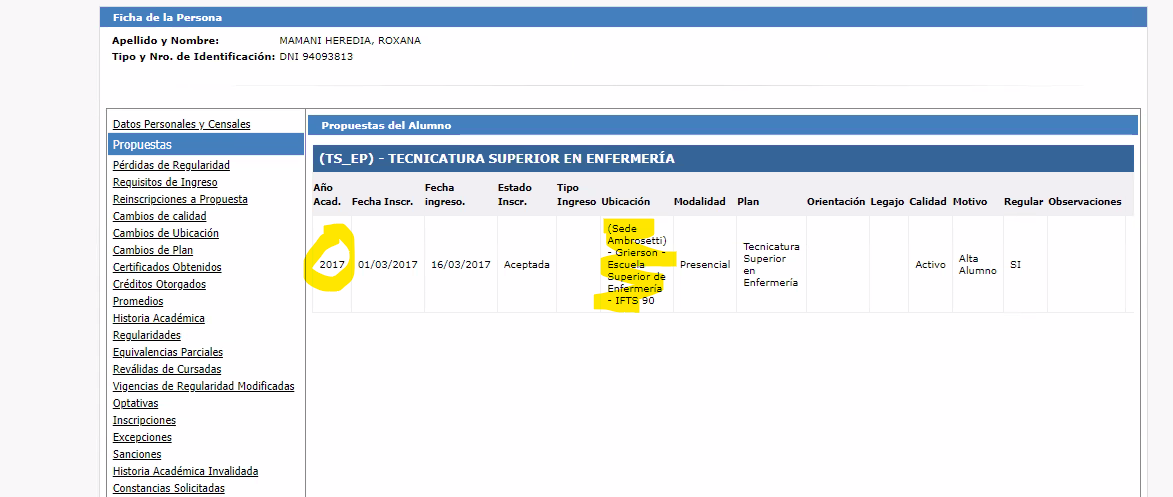 Ficha de la Persona
Apellido y Nombre: MAMANI HEREDIA, ROXANA
Tipo y Nro. de Identificación: DNI 94093813
Datos Personales y Censales
Propuestas
Pérdidas de Regularidad
Requisitos de Ingreso
Reinscripciones a Propuesta
Cambios de calidad
Cambios de Ubicación
Cambios de Plan
Certificados Obtenidos
Créditos Otorgados
Promedios
Historia Académica
Regularidades
Equivalencias Parciales
Reválidas de Cursadas
Vigencias de Regularidad Modificadas
Optativas
Inscripciones
Excepciones
Sanciones
Historia Académica Invalidada
Constancias Solicitadas
Propuestas del Alumno
(TS_EP) - TECNICATURA SUPERIOR EN ENFERMERÍA
Año Acad.
Fecha Inscr.
Fecha ingreso.
Estado Inscr.
Tipo Ingreso
Ubicación
Modalidad
Plan
Orientación
Legajo
Calidad
Motivo
Regular
Observaciones
2017
01/03/2017
16/03/2017
Aceptada
(Sede
Ambrosetti)
- Grierson -
Escuela
Superior de
Enfermería
- IFTS 90
Presencial
Tecnicatura
Superior
en
Enfermería
Activo
Alta
Alumno
SI